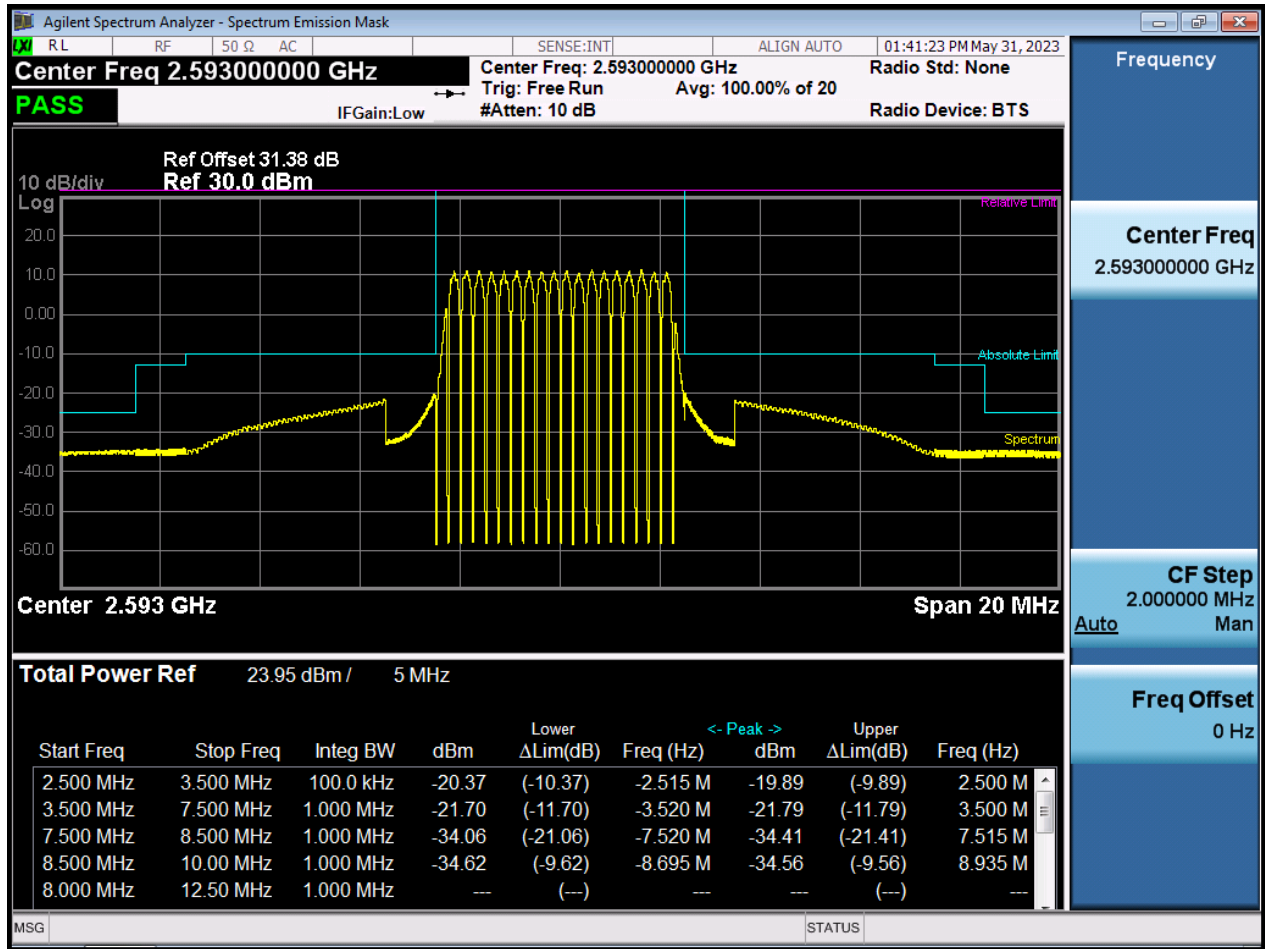 Agilent Spectrum Analyzer - Spectrum Emission Mask
LXI RL RF 50 Ω AC SENSE:INT ALIGN AUTO 01:41:23 PM May 31, 2023
Center Freq 2.593000000 GHz
PASS
IFGain:Low
Center Freq: 2.593000000 GHz
Trig: Free Run Avg: 100.00% of 20
#Atten: 10 dB
Radio Std: None
Radio Device: BTS
Ref Offset 31.38 dB
10 dB/div Ref 30.0 dBm
Log
Relative Limit
20.0
10.0
0.00
-10.0
Absolute Limit
-20.0
-30.0
Spectrum
-40.0
-50.0
-60.0
Center 2.593 GHz Span 20 MHz
Total Power Ref 23.95 dBm / 5 MHz
Lower <- Peak -> Upper
Start Freq Stop Freq Integ BW dBm ΔLim(dB) Freq (Hz) dBm ΔLim(dB) Freq (Hz)
2.500 MHz 3.500 MHz 100.0 kHz -20.37 (-10.37) -2.515 M -19.89 (-9.89) 2.500 M
3.500 MHz 7.500 MHz 1.000 MHz -21.70 (-11.70) -3.520 M -21.79 (-11.79) 3.500 M
7.500 MHz 8.500 MHz 1.000 MHz -34.06 (-21.06) -7.520 M -34.41 (-21.41) 7.515 M
8.500 MHz 10.00 MHz 1.000 MHz -34.62 (-9.62) -8.695 M -34.56 (-9.56) 8.935 M
8.000 MHz 12.50 MHz 1.000 MHz --- (---) --- --- (---) ---
MSG STATUS
Frequency
Center Freq
2.593000000 GHz
CF Step
2.000000 MHz
Auto Man
Freq Offset
0 Hz